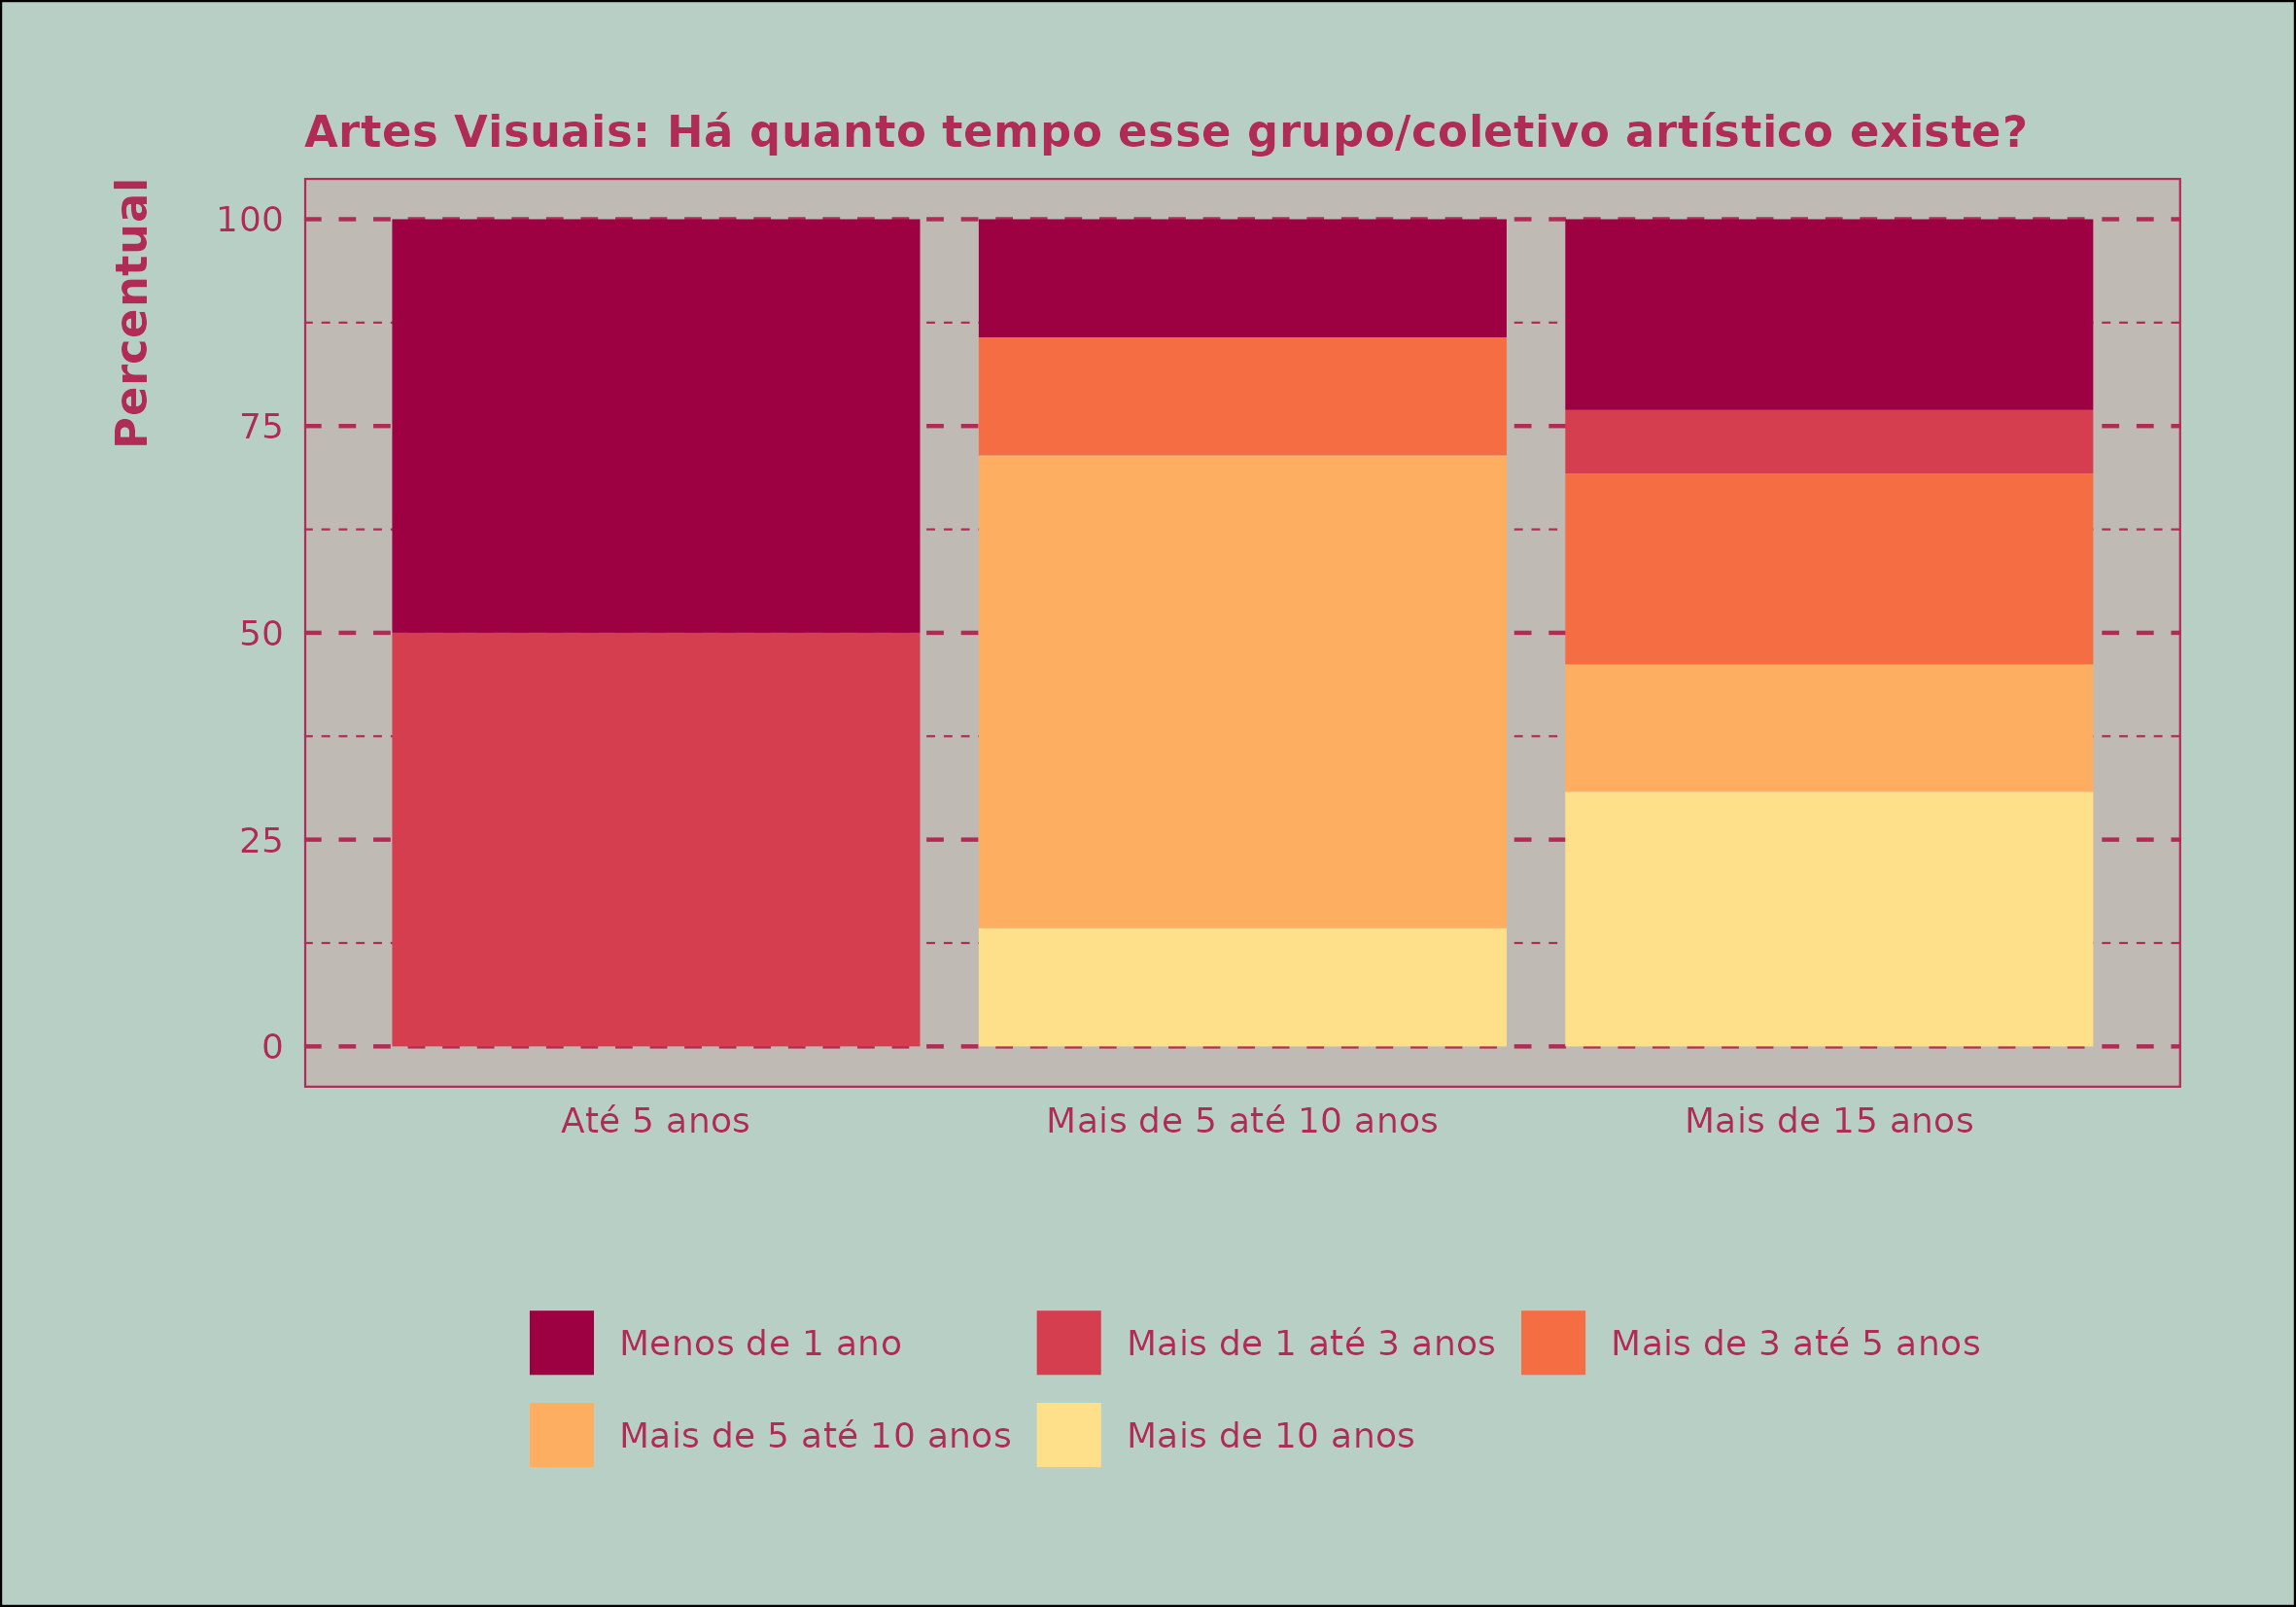 Artes Visuais: Há quanto tempo esse grupo/coletivo artístico existe?
Percentual
100
75
50
25
0
Até 5 anos
Mais de 5 até 10 anos
Mais de 15 anos
Menos de 1 ano
Mais de 1 até 3 anos
Mais de 3 até 5 anos
Mais de 5 até 10 anos
Mais de 10 anos